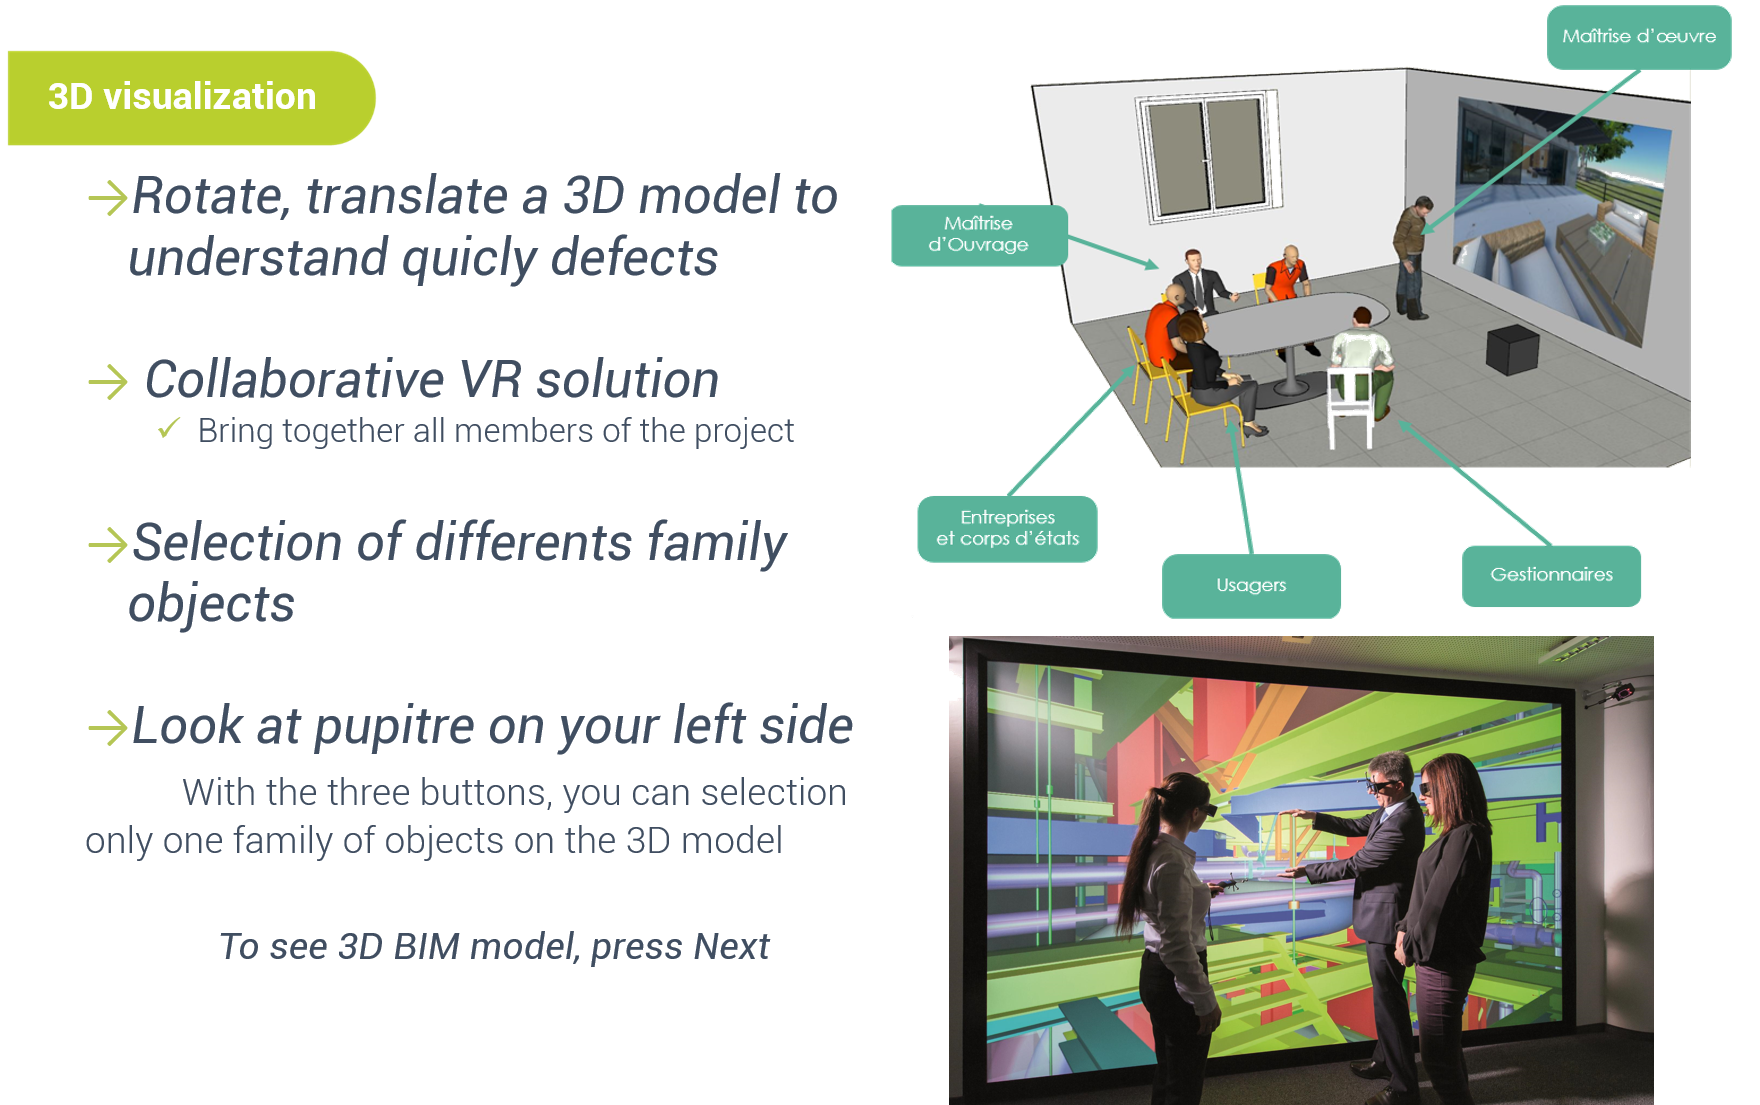 3D visualization
Rotate, translate a 3D model to
understand quicly defects
Collaborative VR solution
Bring together all members of the project
Selection of differents family
objects
Look at pupitre on your left side
With the three buttons, you can selection
only one family of objects on the 3D model
To see 3D BIM model, press Next
Maîtrise d'œuvre
Maîtrise
d'Ouvrage
Entreprises
et corps d'états
Usagers
Gestionnaires